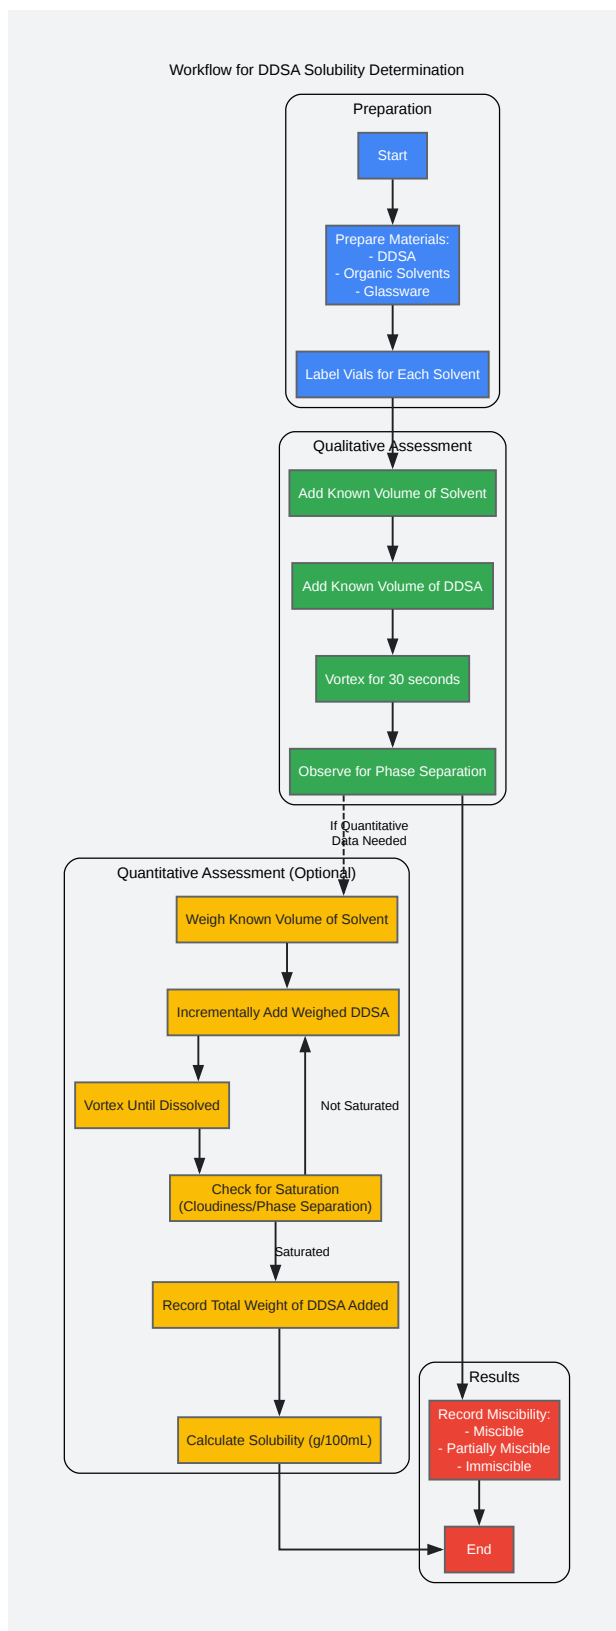 Workflow for DDSA Solubility Determination
Preparation
Start
Prepare Materials:
- DDSA
- Organic Solvents
- Glassware
Label Vials for Each Solvent
Qualitative Assessment
Add Known Volume of Solvent
Add Known Volume of DDSA
Vortex for 30 seconds
Observe for Phase Separation
If Quantitative
Data Needed
Quantitative Assessment (Optional)
Weigh Known Volume of Solvent
Incrementally Add Weighed DDSA
Vortex Until Dissolved
Not Saturated
Check for Saturation
(Cloudiness/Phase Separation)
Saturated
Record Total Weight of DDSA Added
Calculate Solubility (g/100mL)
Results
Record Miscibility:
- Miscible
- Partially Miscible
- Immiscible
End